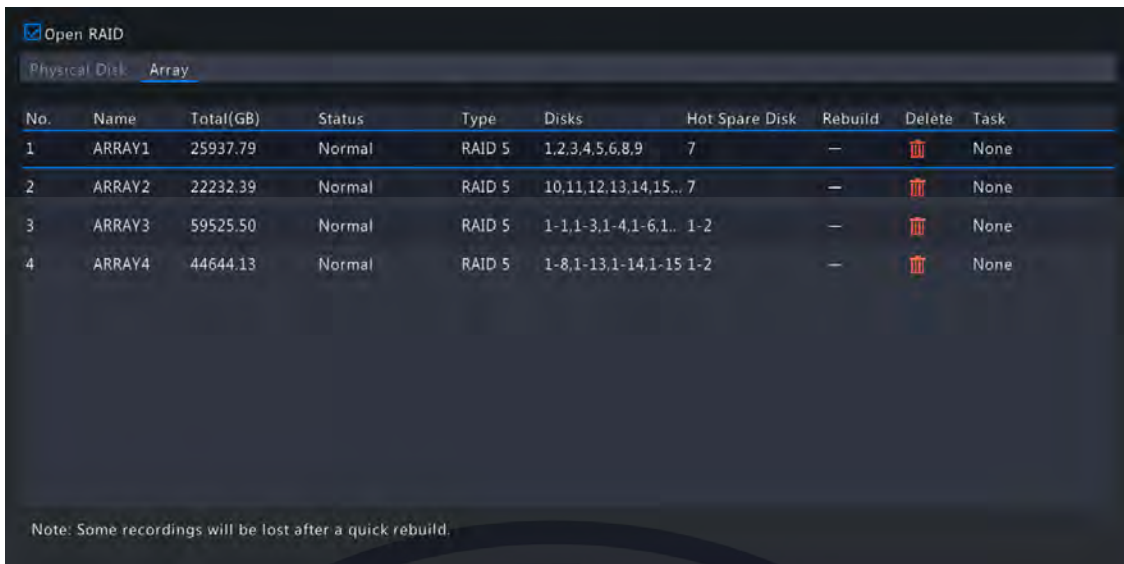 Open RAID
Physical Disk Array
No. Name Total(GB) Status Type Disks Hot Spare Disk Rebuild Delete Task
1 ARRAY1 25937.79 Normal RAID 5 1,2,3,4,5,6,8,9 7 — None
2 ARRAY2 22232.39 Normal RAID 5 10,11,12,13,14,15... 7 — None
3 ARRAY3 59525.50 Normal RAID 5 1-1,1-3,1-4,1-6,1.. 1-2 — None
4 ARRAY4 44644.13 Normal RAID 5 1-8,1-13,1-14,1-15 1-2 — None
Note: Some recordings will be lost after a quick rebuild.